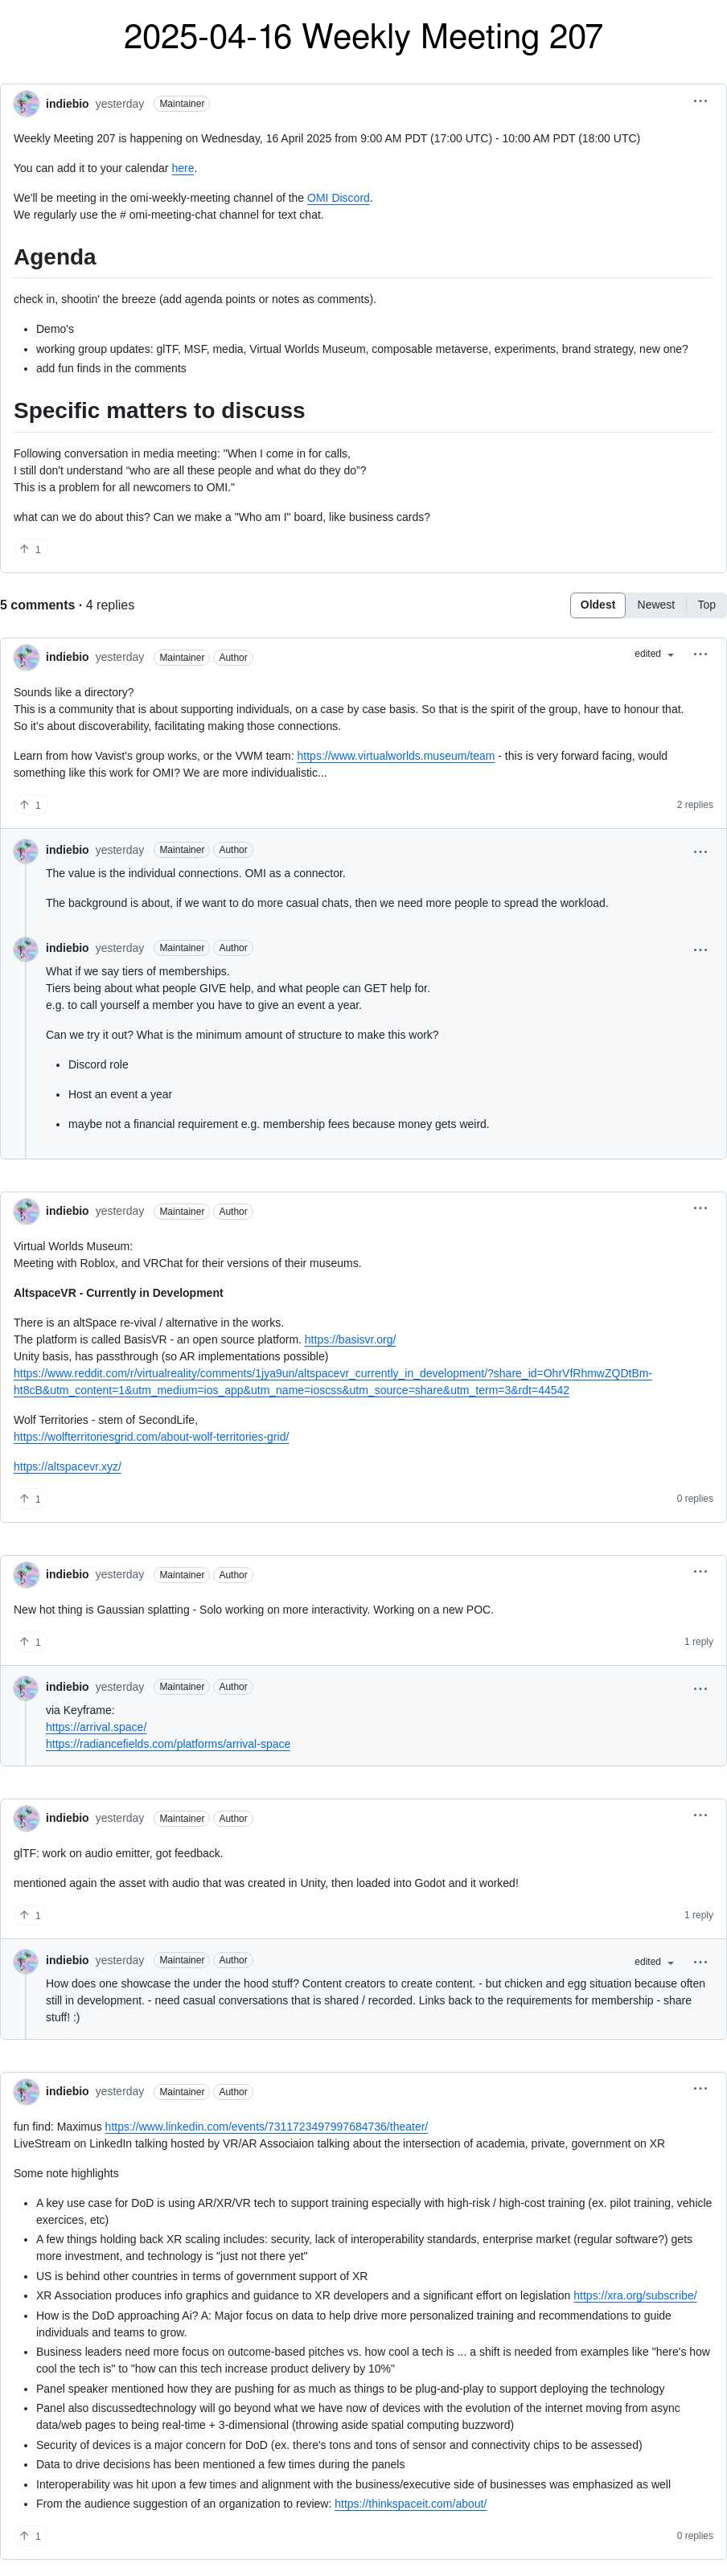 2025-04-16 Weekly Meeting 207
indiebio yesterday Maintainer
Weekly Meeting 207 is happening on Wednesday, 16 April 2025 from 9:00 AM PDT (17:00 UTC) - 10:00 AM PDT (18:00 UTC)
You can add it to your calendar here.
We'll be meeting in the omi-weekly-meeting channel of the OMI Discord.
We regularly use the # omi-meeting-chat channel for text chat.
Agenda
check in, shootin' the breeze (add agenda points or notes as comments).
• Demo's
• working group updates: glTF, MSF, media, Virtual Worlds Museum, composable metaverse, experiments, brand strategy, new one?
• add fun finds in the comments
Specific matters to discuss
Following conversation in media meeting: "When I come in for calls,
I still don't understand “who are all these people and what do they do”?
This is a problem for all newcomers to OMI."
what can we do about this? Can we make a "Who am I" board, like business cards?
↑ 1
5 comments · 4 replies
Oldest Newest Top
indiebio yesterday Maintainer Author edited
Sounds like a directory?
This is a community that is about supporting individuals, on a case by case basis. So that is the spirit of the group, have to honour that.
So it's about discoverability, facilitating making those connections.
Learn from how Vavist's group works, or the VWM team: https://www.virtualworlds.museum/team - this is very forward facing, would
something like this work for OMI? We are more individualistic...
↑ 1 2 replies
indiebio yesterday Maintainer Author
The value is the individual connections. OMI as a connector.
The background is about, if we want to do more casual chats, then we need more people to spread the workload.
indiebio yesterday Maintainer Author
What if we say tiers of memberships.
Tiers being about what people GIVE help, and what people can GET help for.
e.g. to call yourself a member you have to give an event a year.
Can we try it out? What is the minimum amount of structure to make this work?
• Discord role
• Host an event a year
• maybe not a financial requirement e.g. membership fees because money gets weird.
indiebio yesterday Maintainer Author
Virtual Worlds Museum:
Meeting with Roblox, and VRChat for their versions of their museums.
AltspaceVR - Currently in Development
There is an altSpace re-vival / alternative in the works.
The platform is called BasisVR - an open source platform. https://basisvr.org/
Unity basis, has passthrough (so AR implementations possible)
https://www.reddit.com/r/virtualreality/comments/1jya9un/altspacevr_currently_in_development/?share_id=OhrVfRhmwZQDtBm-
ht8cB&utm_content=1&utm_medium=ios_app&utm_name=ioscss&utm_source=share&utm_term=3&rdt=44542
Wolf Territories - stem of SecondLife,
https://wolfterritoriesgrid.com/about-wolf-territories-grid/
https://altspacevr.xyz/
↑ 1 0 replies
indiebio yesterday Maintainer Author
New hot thing is Gaussian splatting - Solo working on more interactivity. Working on a new POC.
↑ 1 1 reply
indiebio yesterday Maintainer Author
via Keyframe:
https://arrival.space/
https://radiancefields.com/platforms/arrival-space
indiebio yesterday Maintainer Author
glTF: work on audio emitter, got feedback.
mentioned again the asset with audio that was created in Unity, then loaded into Godot and it worked!
↑ 1 1 reply
indiebio yesterday Maintainer Author edited
How does one showcase the under the hood stuff? Content creators to create content. - but chicken and egg situation because often
still in development. - need casual conversations that is shared / recorded. Links back to the requirements for membership - share
stuff! :)
indiebio yesterday Maintainer Author
fun find: Maximus https://www.linkedin.com/events/7311723497997684736/theater/
LiveStream on LinkedIn talking hosted by VR/AR Associaion talking about the intersection of academia, private, government on XR
Some note highlights
• A key use case for DoD is using AR/XR/VR tech to support training especially with high-risk / high-cost training (ex. pilot training, vehicle
exercices, etc)
• A few things holding back XR scaling includes: security, lack of interoperability standards, enterprise market (regular software?) gets
more investment, and technology is "just not there yet"
• US is behind other countries in terms of government support of XR
• XR Association produces info graphics and guidance to XR developers and a significant effort on legislation https://xra.org/subscribe/
• How is the DoD approaching Ai? A: Major focus on data to help drive more personalized training and recommendations to guide
individuals and teams to grow.
• Business leaders need more focus on outcome-based pitches vs. how cool a tech is ... a shift is needed from examples like "here's how
cool the tech is" to "how can this tech increase product delivery by 10%"
• Panel speaker mentioned how they are pushing for as much as things to be plug-and-play to support deploying the technology
• Panel also discussedtechnology will go beyond what we have now of devices with the evolution of the internet moving from async
data/web pages to being real-time + 3-dimensional (throwing aside spatial computing buzzword)
• Security of devices is a major concern for DoD (ex. there's tons and tons of sensor and connectivity chips to be assessed)
• Data to drive decisions has been mentioned a few times during the panels
• Interoperability was hit upon a few times and alignment with the business/executive side of businesses was emphasized as well
• From the audience suggestion of an organization to review: https://thinkspaceit.com/about/
↑ 1 0 replies